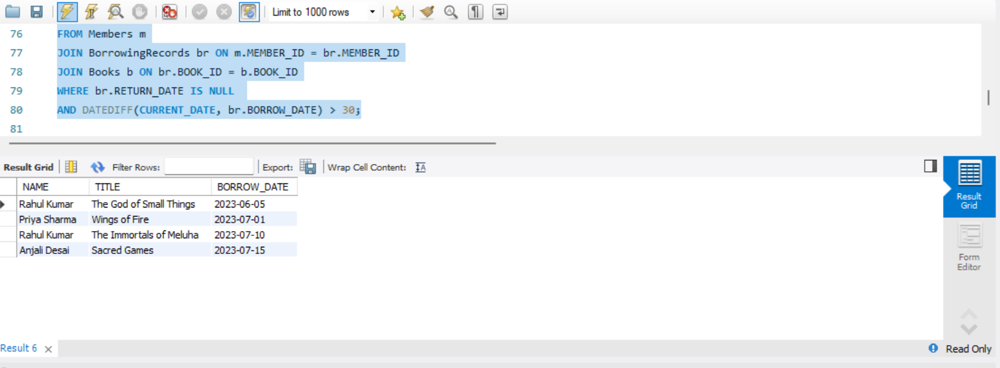 Limit to 1000 rows
76 FROM Members m
77 JOIN BorrowingRecords br ON m.MEMBER_ID = br.MEMBER_ID
78 JOIN Books b ON br.BOOK_ID = b.BOOK_ID
79 WHERE br.RETURN_DATE IS NULL
80 AND DATEDIFF(CURRENT_DATE, br.BORROW_DATE) > 30;
81
Result Grid Filter Rows: Export: Wrap Cell Content: IA
NAME TITLE BORROW_DATE
Rahul Kumar The God of Small Things 2023-06-05
Priya Sharma Wings of Fire 2023-07-01
Rahul Kumar The Immortals of Meluha 2023-07-10
Anjali Desai Sacred Games 2023-07-15
Result
Grid
Form
Editor
Result 6
Read Only